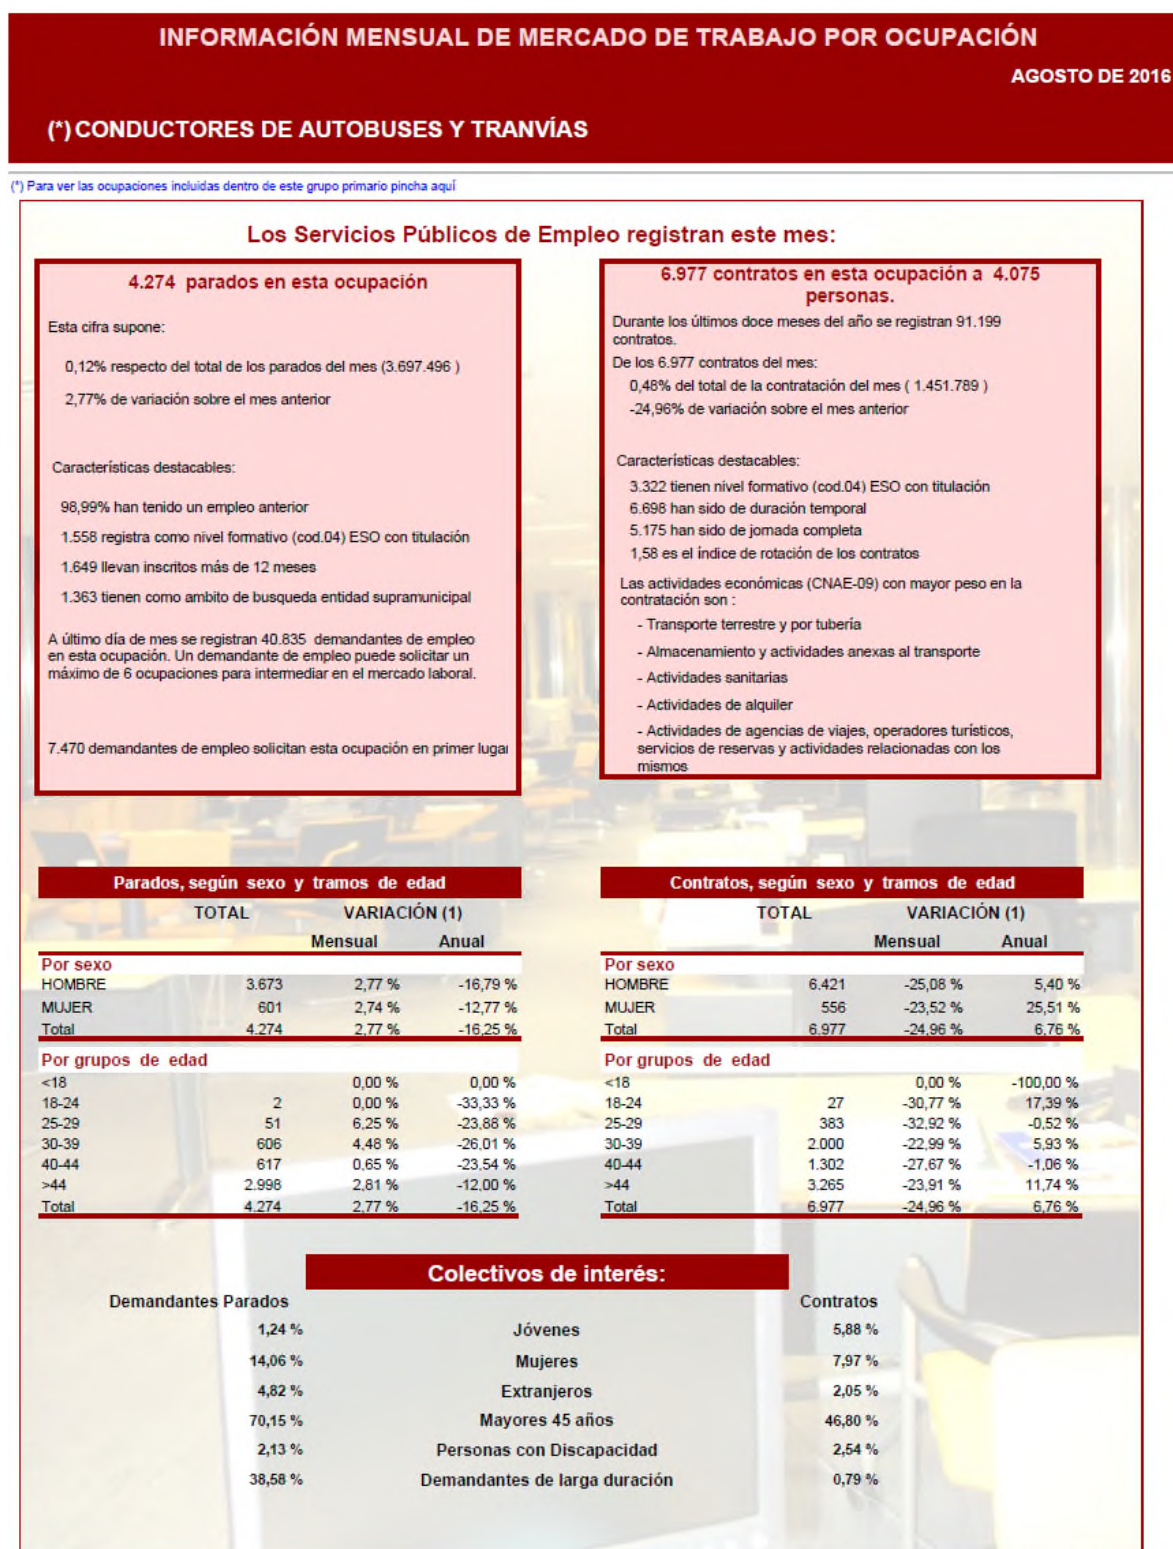 INFORMACIÓN MENSUAL DE MERCADO DE TRABAJO POR OCUPACIÓN
AGOSTO DE 2016
(*) CONDUCTORES DE AUTOBUSES Y TRANVÍAS
(*) Para ver las ocupaciones incluidas dentro de este grupo primario pincha aquí
Los Servicios Públicos de Empleo registran este mes:
4.274 parados en esta ocupación
Esta cifra supone:
0,12% respecto del total de los parados del mes (3.697.496 )
2,77% de variación sobre el mes anterior
Características destacables:
98,99% han tenido un empleo anterior
1.558 registra como nivel formativo (cod.04) ESO con titulación
1.649 llevan inscritos más de 12 meses
1.363 tienen como ambito de busqueda entidad supramunicipal
A último día de mes se registran 40.835 demandantes de empleo
en esta ocupación. Un demandante de empleo puede solicitar un
máximo de 6 ocupaciones para intermediar en el mercado laboral.
7.470 demandantes de empleo solicitan esta ocupación en primer lugar
6.977 contratos en esta ocupación a 4.075
personas.
Durante los últimos doce meses del año se registran 91.199
contratos.
De los 6.977 contratos del mes:
0,48% del total de la contratación del mes ( 1.451.789 )
-24,96% de variación sobre el mes anterior
Características destacables:
3.322 tienen nivel formativo (cod.04) ESO con titulación
6.698 han sido de duración temporal
5.175 han sido de jornada completa
1,58 es el índice de rotación de los contratos
Las actividades económicas (CNAE-09) con mayor peso en la
contratación son :
- Transporte terrestre y por tubería
- Almacenamiento y actividades anexas al transporte
- Actividades sanitarias
- Actividades de alquiler
- Actividades de agencias de viajes, operadores turísticos,
servicios de reservas y actividades relacionadas con los
mismos
Parados, según sexo y tramos de edad
TOTAL VARIACIÓN (1)
Mensual Anual
Por sexo
HOMBRE 3.673 2,77 % -16,79 %
MUJER 601 2,74 % -12,77 %
Total 4.274 2,77 % -16,25 %
Por grupos de edad
<18 0,00 % 0,00 %
18-24 2 0,00 % -33,33 %
25-29 51 6,25 % -23,88 %
30-39 606 4,48 % -26,01 %
40-44 617 0,65 % -23,54 %
>44 2.998 2,81 % -12,00 %
Total 4.274 2,77 % -16,25 %
Contratos, según sexo y tramos de edad
TOTAL VARIACIÓN (1)
Mensual Anual
Por sexo
HOMBRE 6.421 -25,08 % 5,40 %
MUJER 556 -23,52 % 25,51 %
Total 6.977 -24,96 % 6,76 %
Por grupos de edad
<18 0,00 % -100,00 %
18-24 27 -30,77 % 17,39 %
25-29 383 -32,92 % -0,52 %
30-39 2.000 -22,99 % 5,93 %
40-44 1.302 -27,67 % -1,06 %
>44 3.265 -23,91 % 11,74 %
Total 6.977 -24,96 % 6,76 %
Colectivos de interés:
Demandantes Parados Contratos
1,24 % Jóvenes 5,88 %
14,06 % Mujeres 7,97 %
4,82 % Extranjeros 2,05 %
70,15 % Mayores 45 años 46,80 %
2,13 % Personas con Discapacidad 2,54 %
38,58 % Demandantes de larga duración 0,79 %